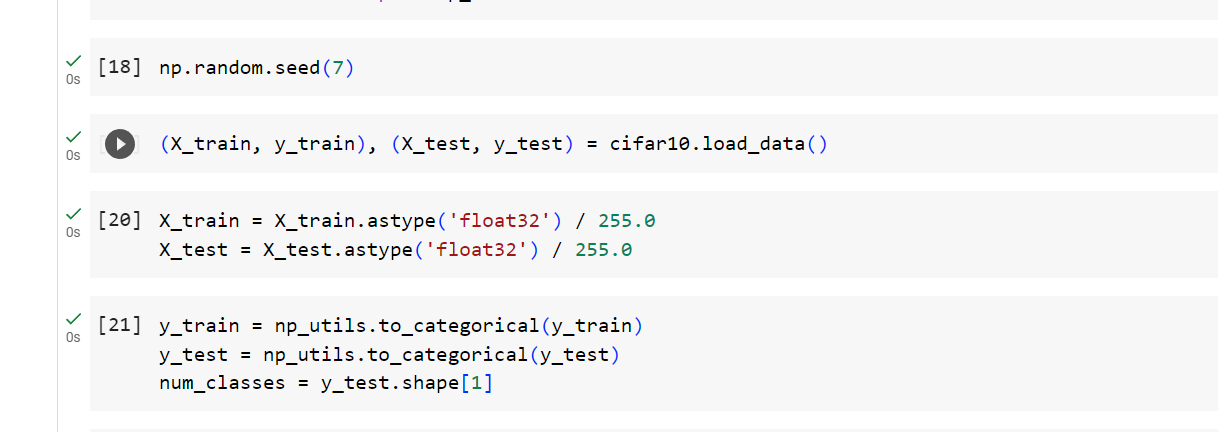 [18] np.random.seed(7)
0s
(X_train, y_train), (X_test, y_test) = cifar10.load_data()
0s
[20] X_train = X_train.astype('float32') / 255.0
0s
X_test = X_test.astype('float32') / 255.0
[21] y_train = np_utils.to_categorical(y_train)
0s
y_test = np_utils.to_categorical(y_test)
num_classes = y_test.shape[1]